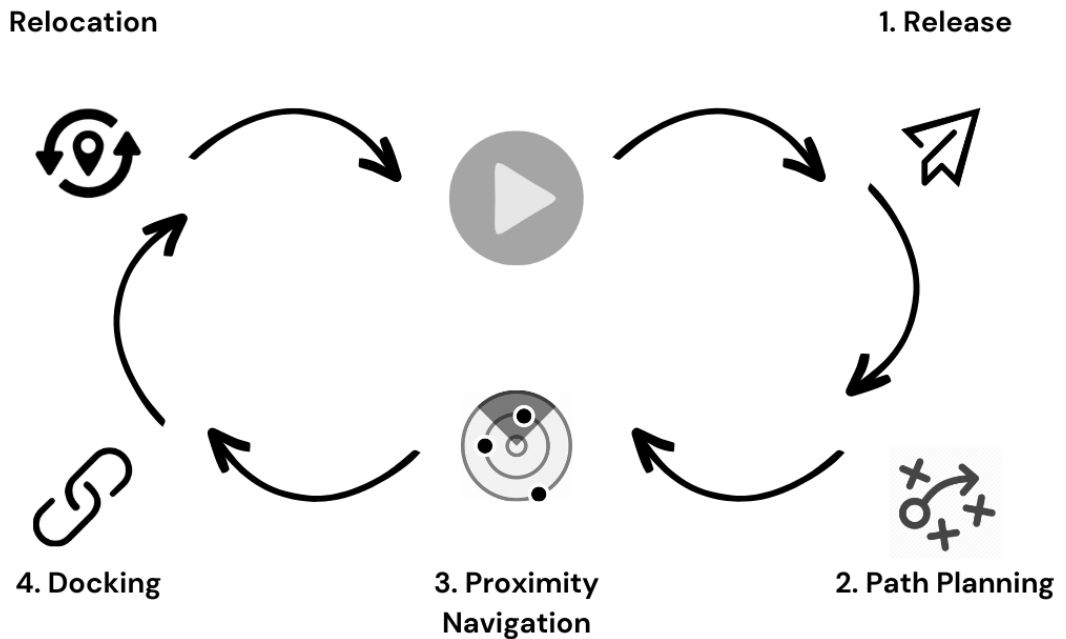 Relocation
1. Release
4. Docking
3. Proximity
Navigation
2. Path Planning